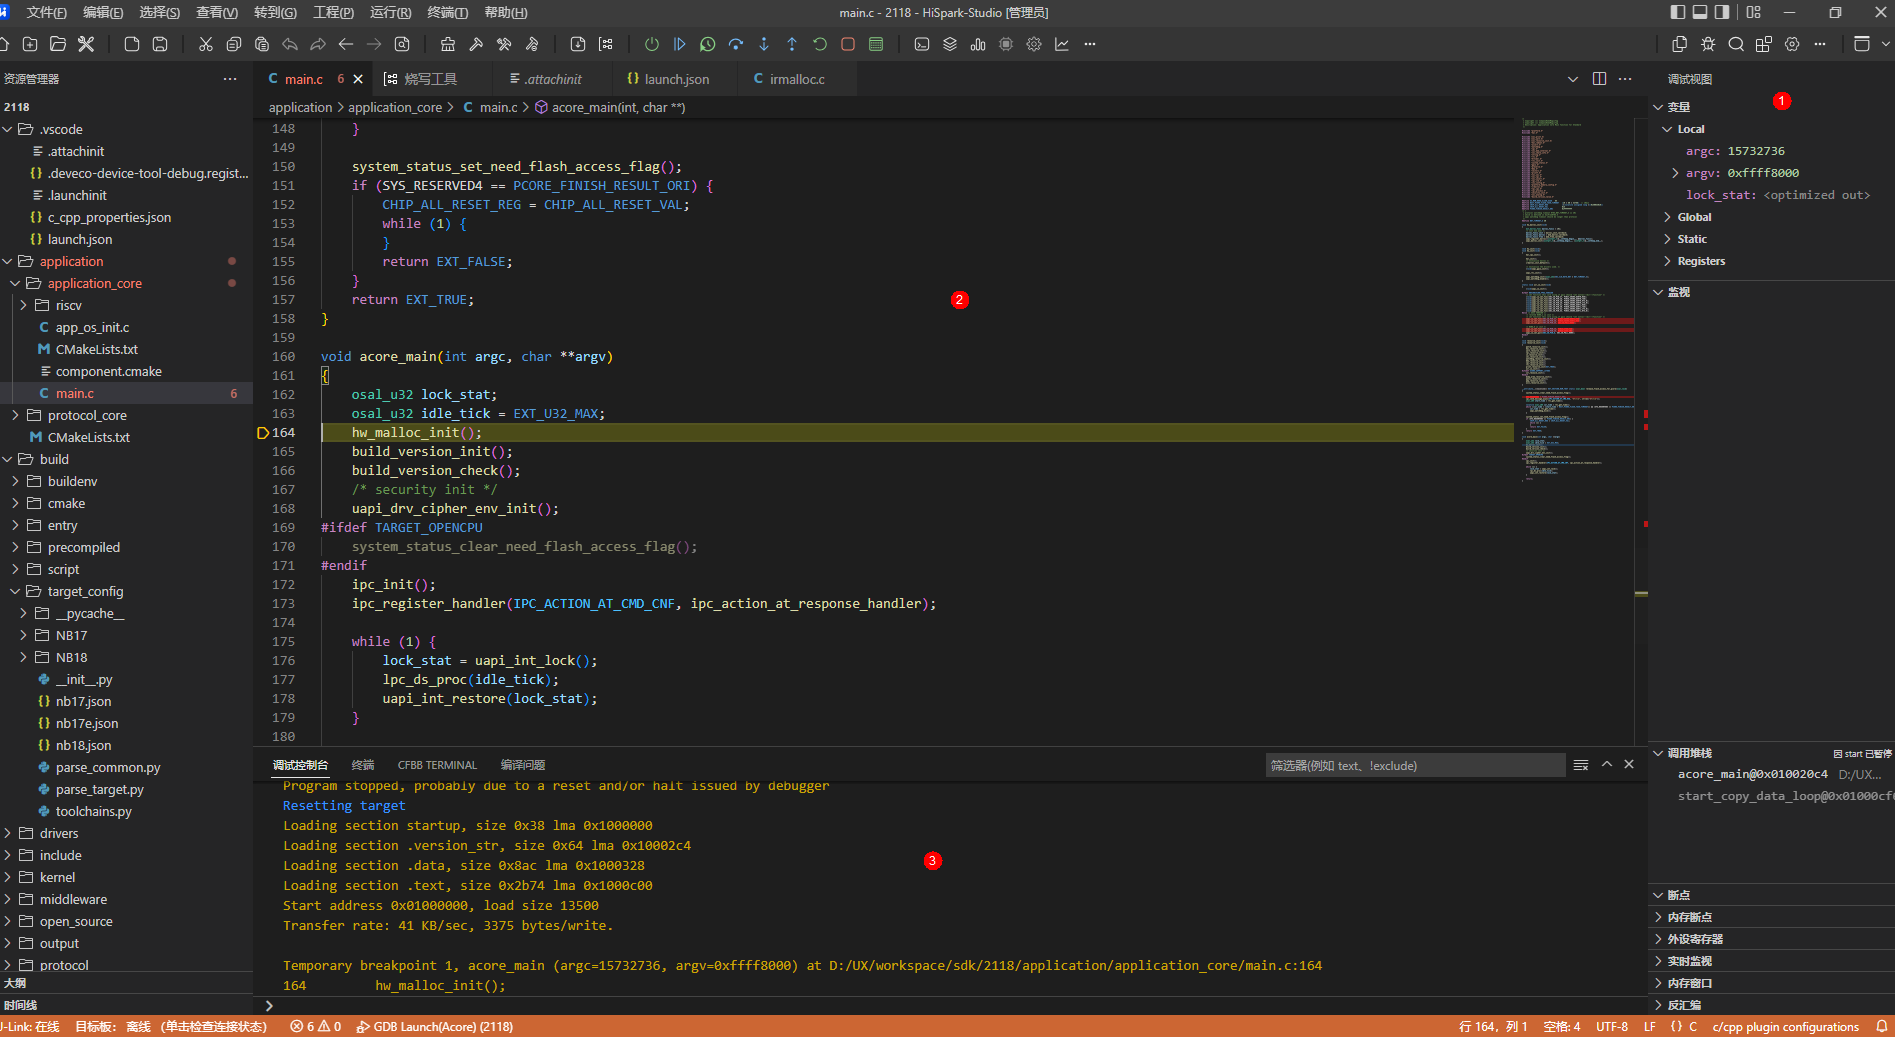 文件(F) 编辑(E) 选择(S) 查看(V) 转到(G) 工程(P) 运行(R) 终端(T) 帮助(H) main.c - 2118 - HiSpark-Studio [管理员]
资源管理器
2118
.vscode
.attachinit
.deveco-device-tool-debug.regist...
.launchinit
c_cpp_properties.json
launch.json
application
application_core
riscv
app_os_init.c
CMakeLists.txt
component.cmake
main.c 6
protocol_core
CMakeLists.txt
build
buildenv
cmake
entry
precompiled
script
target_config
__pycache__
NB17
NB18
__init__.py
nb17.json
nb17e.json
nb18.json
parse_common.py
parse_target.py
toolchains.py
drivers
include
kernel
middleware
open_source
output
protocol
大纲
时间线
main.c 6 烧写工具 .attachinit launch.json irmalloc.c
application > application_core > C main.c > acore_main(int, char **)
148 }
149
150 system_status_set_need_flash_access_flag();
151 if (SYS_RESERVED4 == PCORE_FINISH_RESULT_ORI) {
152 CHIP_ALL_RESET_REG = CHIP_ALL_RESET_VAL;
153 while (1) {
154 }
155 return EXT_FALSE;
156 }
157 return EXT_TRUE;
158 }
159
160 void acore_main(int argc, char **argv)
161 {
162 osal_u32 lock_stat;
163 osal_u32 idle_tick = EXT_U32_MAX;
164 hw_malloc_init();
165 build_version_init();
166 build_version_check();
167 /* security init */
168 uapi_drv_cipher_env_init();
169 #ifdef TARGET_OPENCPU
170 system_status_clear_need_flash_access_flag();
171 #endif
172 ipc_init();
173 ipc_register_handler(IPC_ACTION_AT_CMD_CNF, ipc_action_at_response_handler);
174
175 while (1) {
176 lock_stat = uapi_int_lock();
177 lpc_ds_proc(idle_tick);
178 uapi_int_restore(lock_stat);
179 }
180
2
调试控制台 终端 CFBB TERMINAL 编译问题 筛选器(例如 text、!exclude)
Program stopped, probably due to a reset and/or halt issued by debugger
Resetting target
Loading section startup, size 0x38 lma 0x1000000
Loading section .version_str, size 0x64 lma 0x10002c4
Loading section .data, size 0x8ac lma 0x1000328
Loading section .text, size 0x2b74 lma 0x1000c00
Start address 0x01000000, load size 13500
Transfer rate: 41 KB/sec, 3375 bytes/write.
3
Temporary breakpoint 1, acore_main (argc=15732736, argv=0xffff8000) at D:/UX/workspace/sdk/2118/application/application_core/main.c:164
164 hw_malloc_init();
调试视图
1
变量
Local
argc: 15732736
argv: 0xffff8000
lock_stat: <optimized out>
Global
Static
Registers
监视
调用堆栈 因 start 已暂停
acore_main@0x010020c4 D:/UX...
start_copy_data_loop@0x01000cf
断点
内存断点
外设寄存器
实时监视
内存窗口
反汇编
J-Link: 在线 目标板: 离线 (单击检查连接状态) 6 0 GDB Launch(Acore) (2118) 行 164, 列 1 空格: 4 UTF-8 LF {} C c/cpp plugin configurations